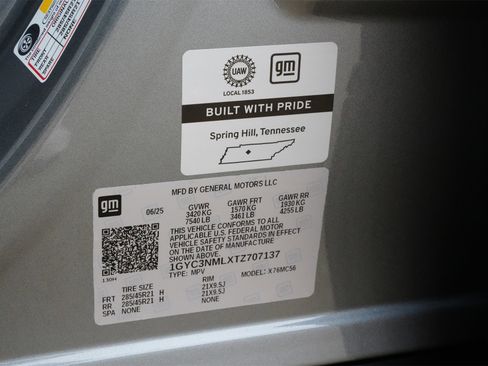 UAW
LOCAL 1853
gm
BUILT WITH PRIDE
Spring Hill, Tennessee
gm
MFD BY GENERAL MOTORS LLC
06/25 GVWR GAWR FRT GAWR RR
3420 KG 1570 KG 1930 KG
7540 LB 3461 LB 4255 LB
THIS VEHICLE CONFORMS TO ALL
APPLICABLE U.S. FEDERAL MOTOR
VEHICLE SAFETY STANDARDS IN
EFFECT ON THE DATE OF MANUFACTURE
SHOWN ABOVE.
1GYC3NMLXTZ707137
TYPE: MPV MODEL: X76MC56
130H
TIRE SIZE RIM
FRT 285/45R21 H 21X9.5J
RR 285/45R21 H 21X9.5J
SPA NONE NONE